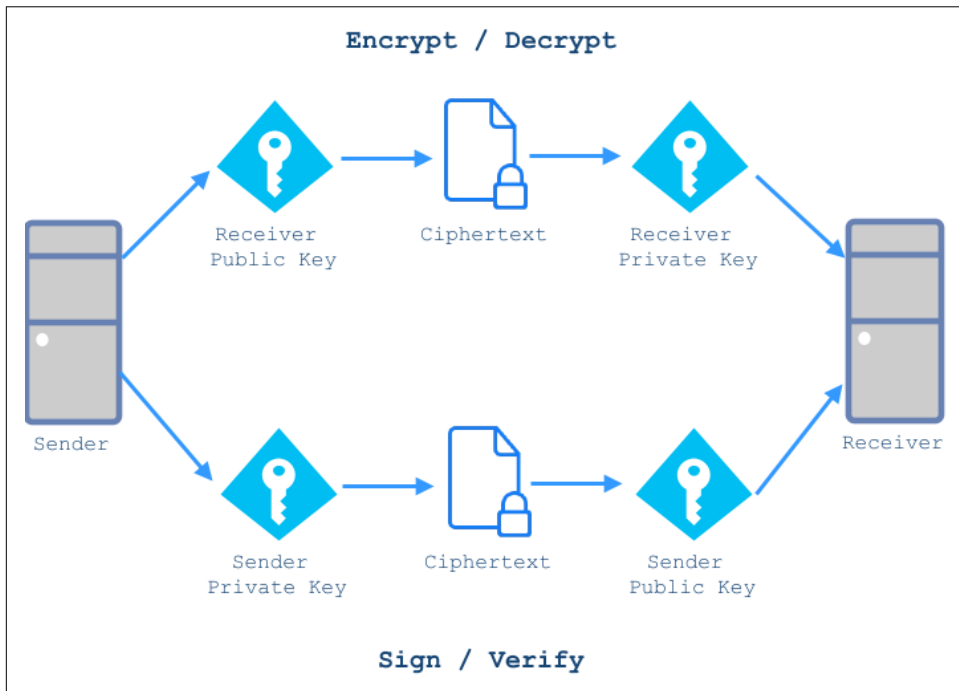 Encrypt / Decrypt
Receiver
Public Key
Ciphertext
Receiver
Private Key
Sender
Receiver
Sender
Private Key
Ciphertext
Sender
Public Key
Sign / Verify